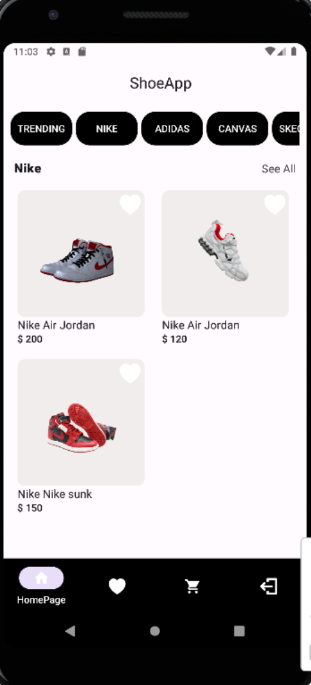 11:03
ShoeApp
TRENDING NIKE ADIDAS CANVAS SKEC
Nike See All
Nike Air Jordan Nike Air Jordan
$ 200 $ 120
Nike Nike sunk
$ 150
HomePage